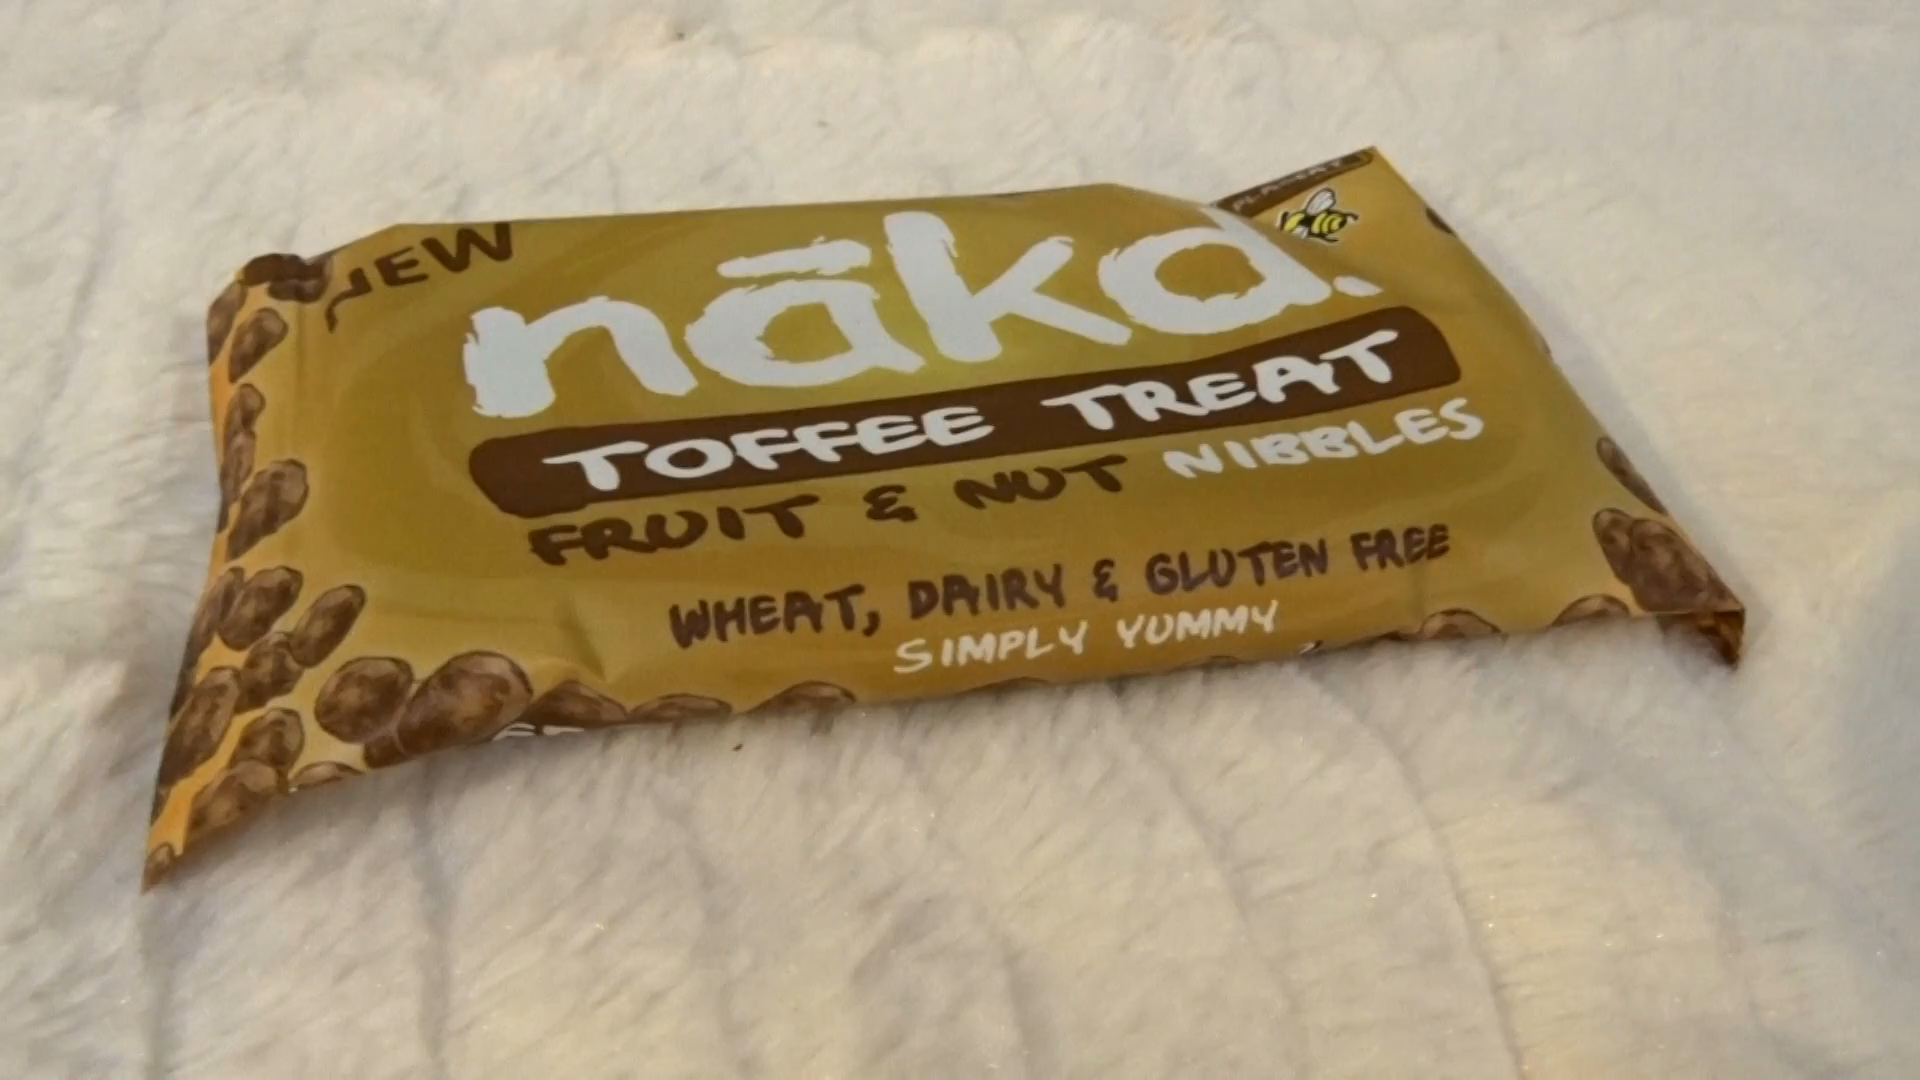 NEW
nākd.
TOFFEE TREAT
FRUIT & NUT NIBBLES
WHEAT, DAIRY & GLUTEN FREE
SIMPLY YUMMY